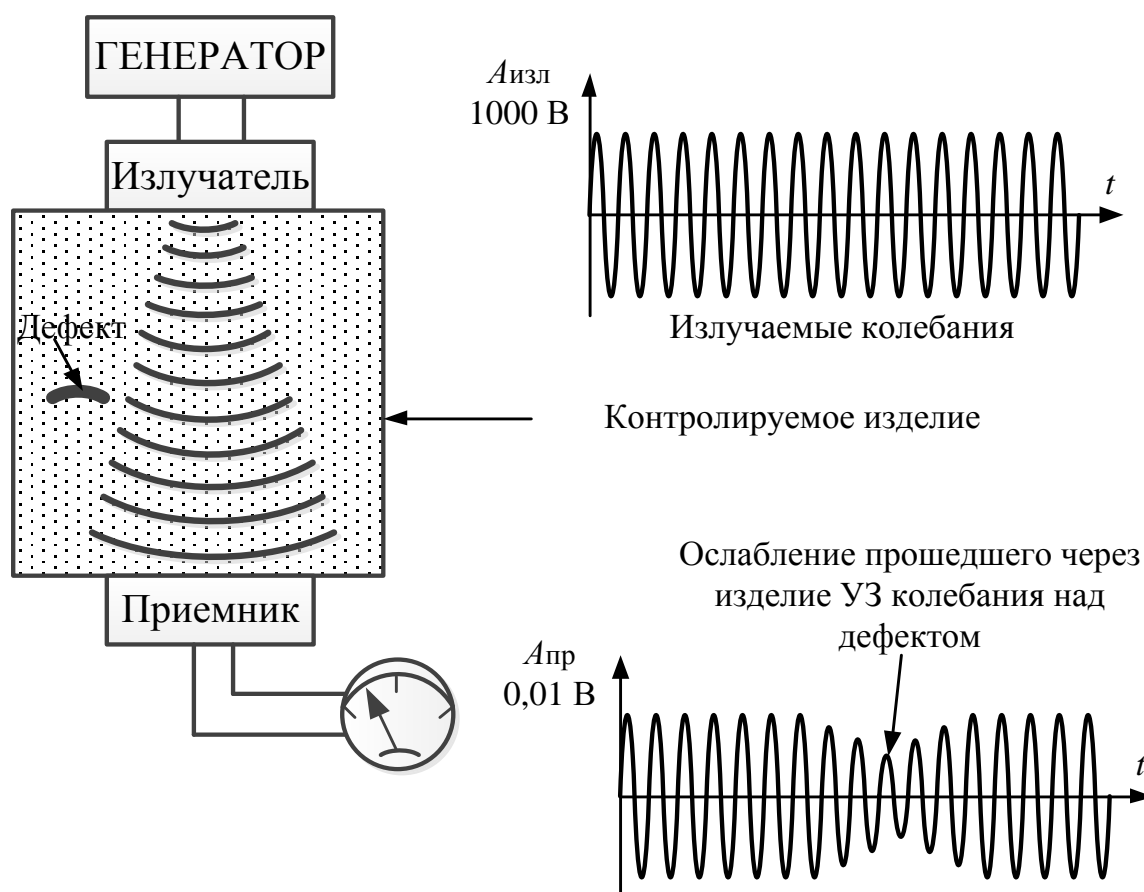 ГЕНЕРАТОР
Излучатель
Дефект
Приемник
Aизл
1000 В
t
Излучаемые колебания
Контролируемое изделие
Ослабление прошедшего через
изделие УЗ колебания над
дефектом
Aпр
0,01 В
t